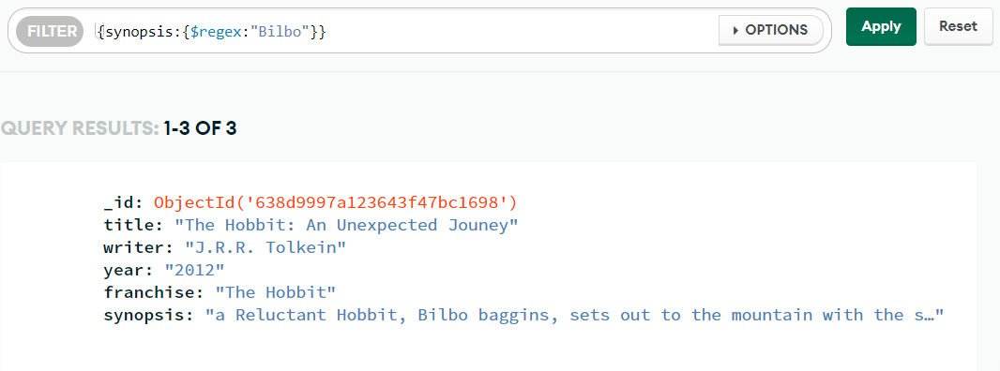 FILTER {synopsis:{$regex:"Bilbo"}} OPTIONS Apply Reset
QUERY RESULTS: 1-3 OF 3
_id: ObjectId('638d9997a123643f47bc1698')
title: "The Hobbit: An Unexpected Jouney"
writer: "J.R.R. Tolkein"
year: "2012"
franchise: "The Hobbit"
synopsis: "a Reluctant Hobbit, Bilbo baggins, sets out to the mountain with the s…"